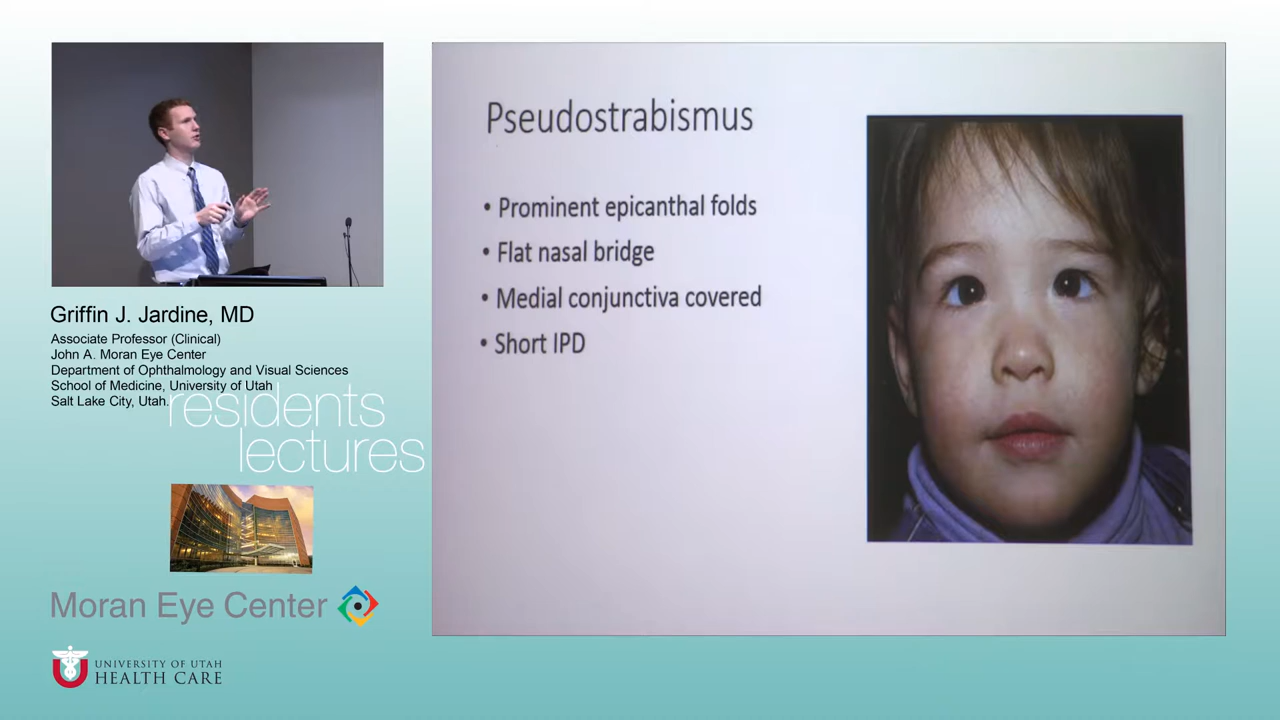 Pseudostrabismus
• Prominent epicanthal folds
• Flat nasal bridge
• Medial conjunctiva covered
• Short IPD
Griffin J. Jardine, MD
Associate Professor (Clinical)
John A. Moran Eye Center
Department of Ophthalmology and Visual Sciences
School of Medicine, University of Utah
Salt Lake City, Utah.
residents
lectures
Moran Eye Center
UNIVERSITY OF UTAH
HEALTH CARE